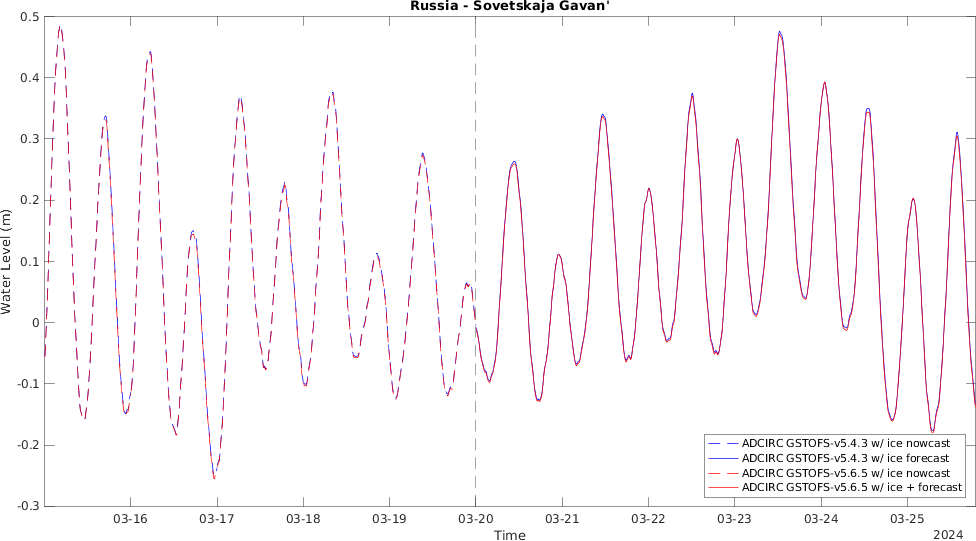 Russia - Sovetskaja Gavan'
0.5
0.4
0.3
0.2
0.1
0
-0.1
-0.2
-0.3
Water Level (m)
ADCIRC GSTOFS-v5.4.3 w/ ice nowcast
ADCIRC GSTOFS-v5.4.3 w/ ice forecast
ADCIRC GSTOFS-v5.6.5 w/ ice nowcast
ADCIRC GSTOFS-v5.6.5 w/ ice + forecast
03-16 03-17 03-18 03-19 03-20 03-21 03-22 03-23 03-24 03-25
Time
2024